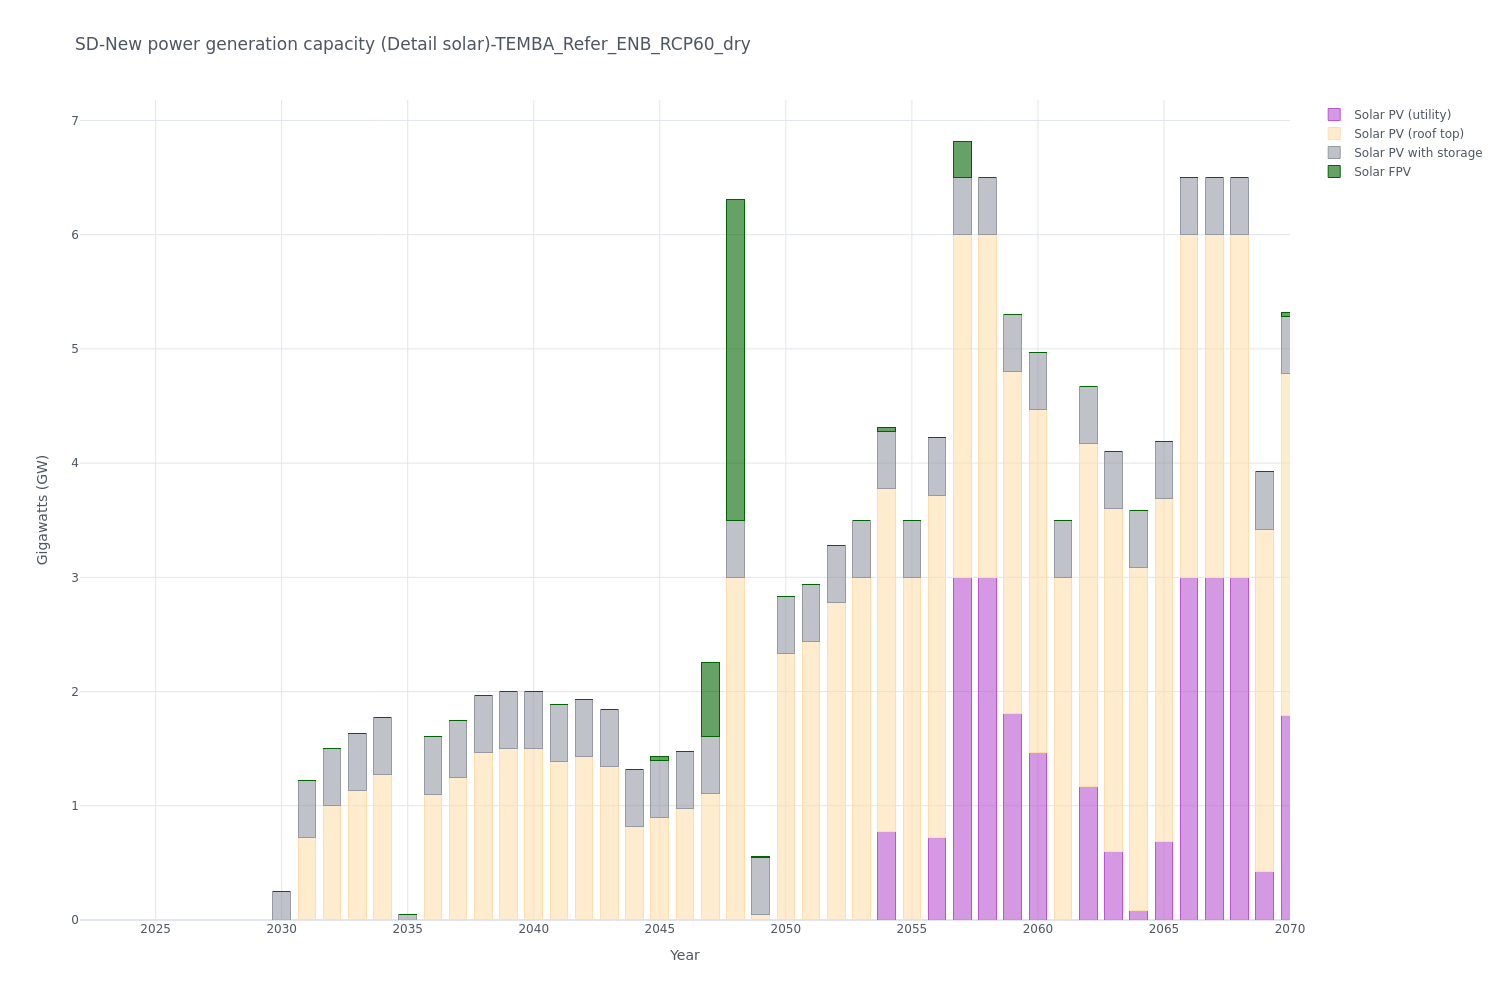 SD-New power generation capacity (Detail solar)-TEMBA_Refer_ENB_RCP60_dry
Solar PV (utility)
Solar PV (roof top)
Solar PV with storage
Solar FPV
Gigawatts (GW)
7
6
5
4
3
2
1
0
2025 2030 2035 2040 2045 2050 2055 2060 2065 2070
Year